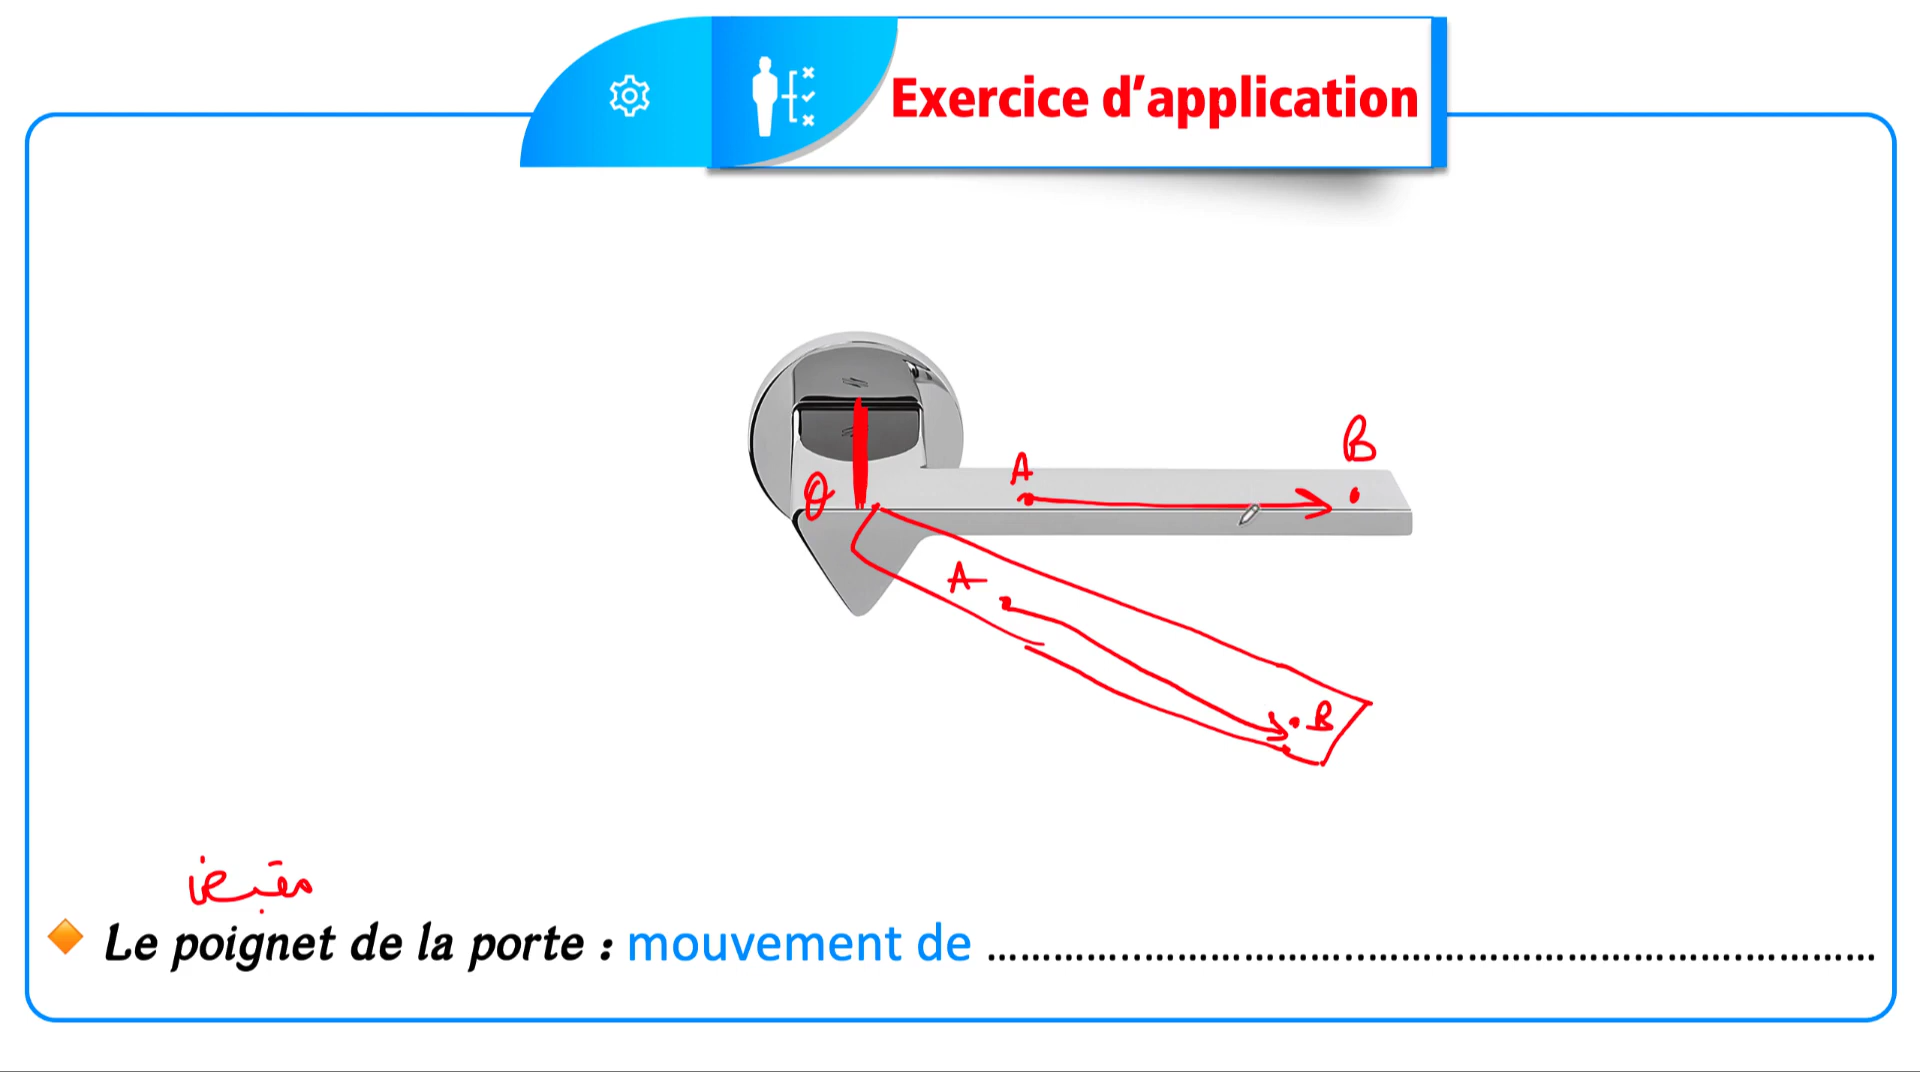 Exercice d’application
B
A
O
A
B
مقبض
Le poignet de la porte : mouvement de ..............................................................................